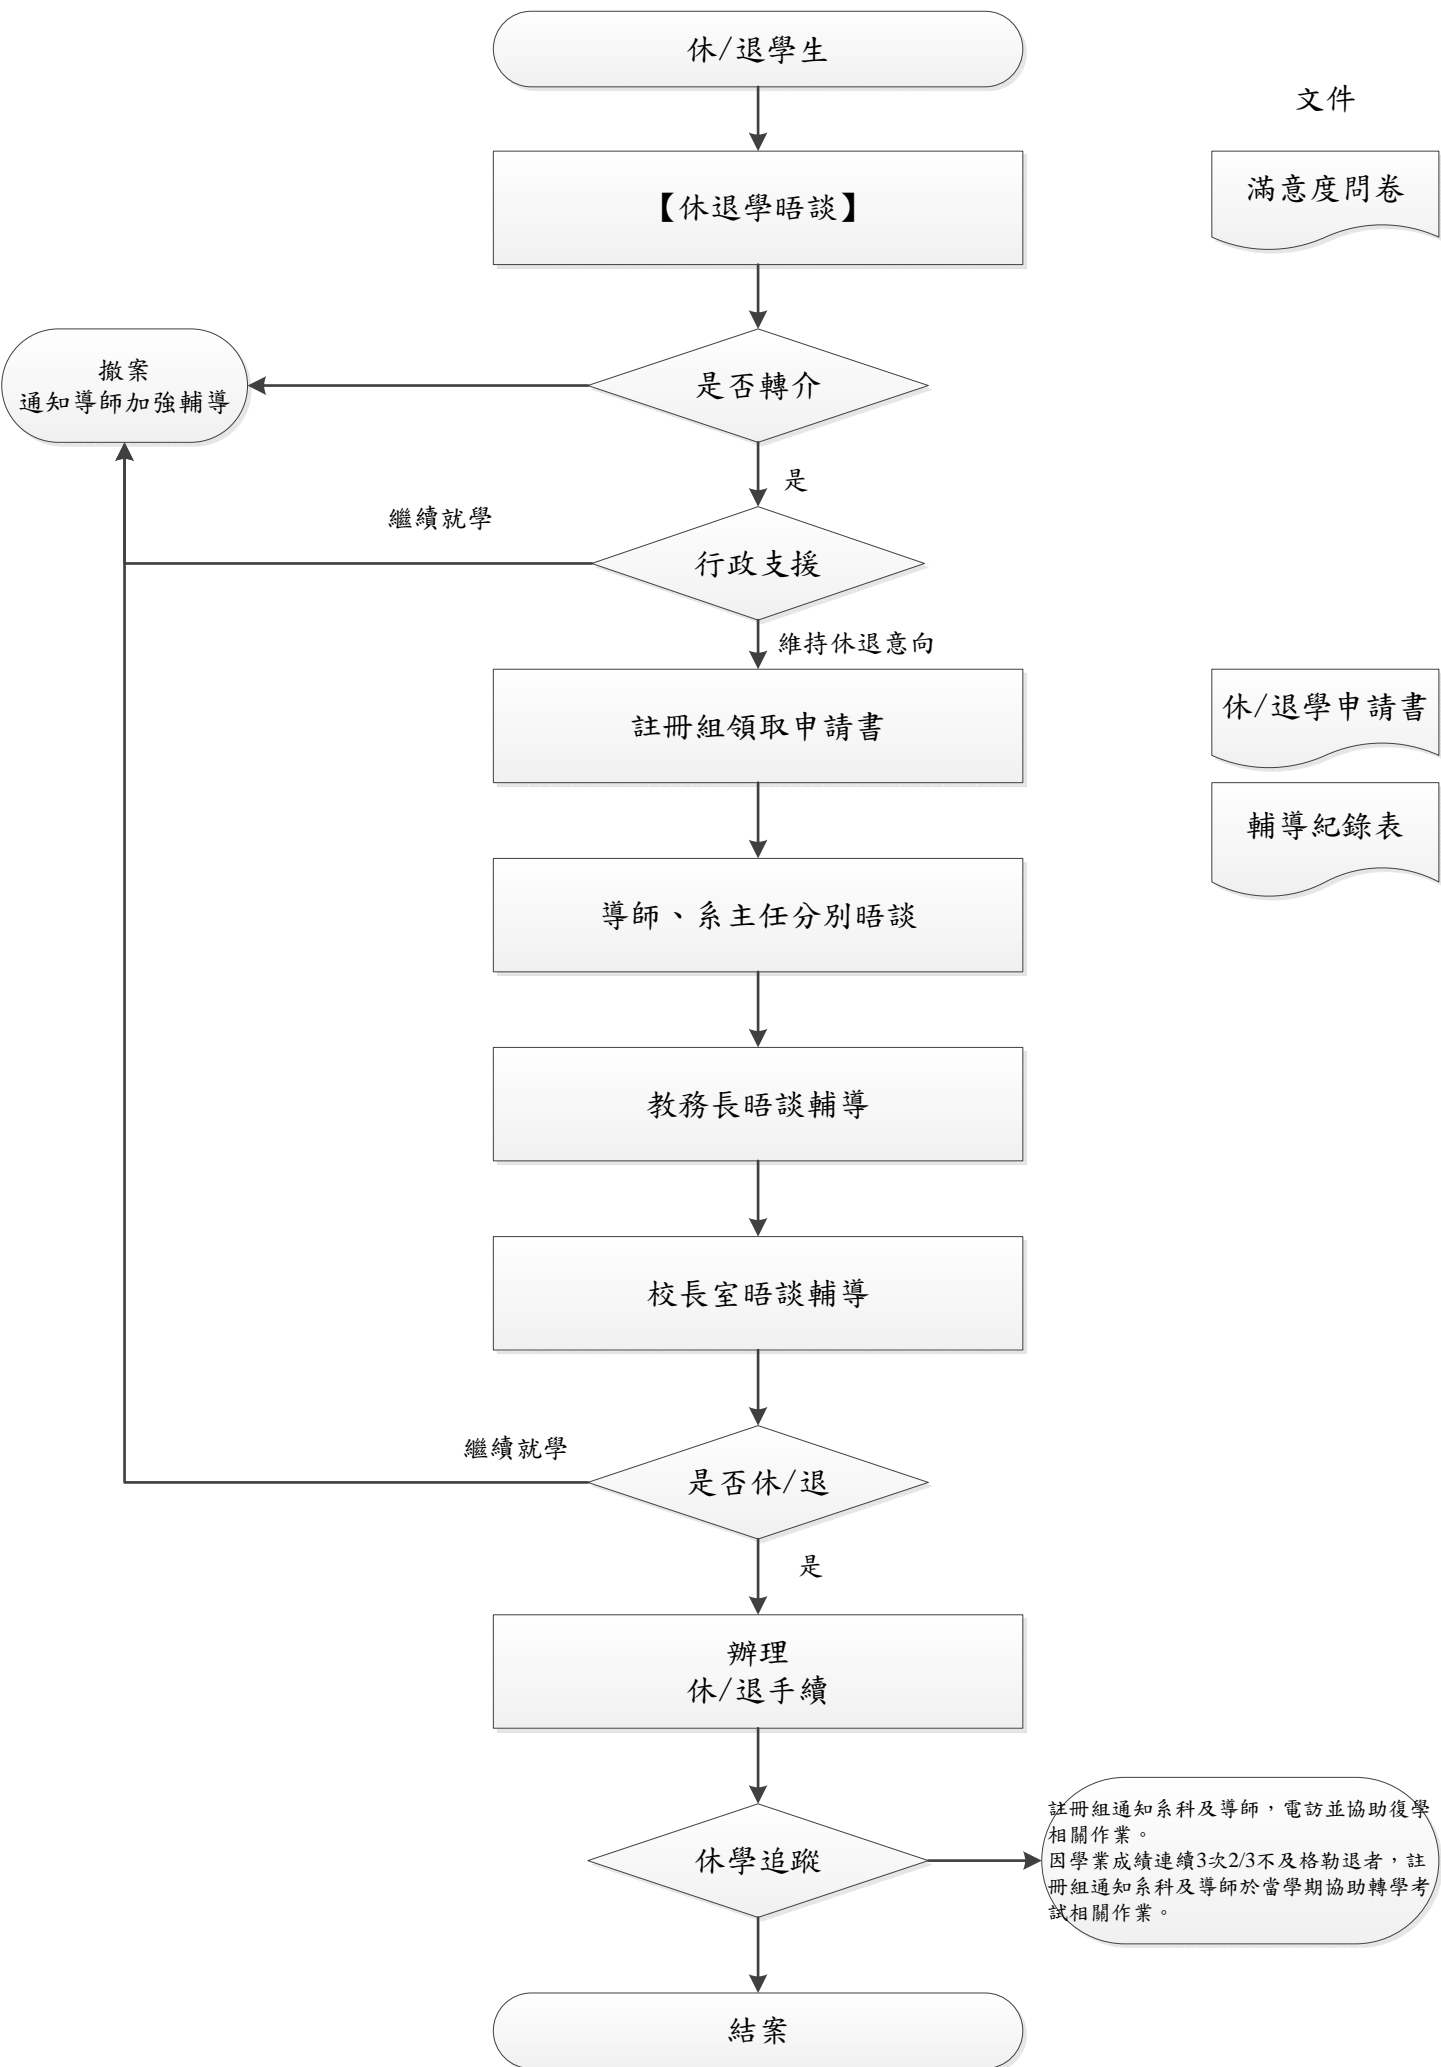 休/退學生
文件
【休退學晤談】
滿意度問卷
是否轉介
撤案
通知導師加強輔導
是
繼續就學
行政支援
維持休退意向
註冊組領取申請書
休/退學申請書
輔導紀錄表
導師、系主任分別晤談
教務長晤談輔導
校長室晤談輔導
繼續就學
是否休/退
是
辦理
休/退手續
休學追蹤
註冊組通知系科及導師，電訪並協助復學
相關作業。
因學業成績連續3次2/3不及格勒退者，註
冊組通知系科及導師於當學期協助轉學考
試相關作業。
結案